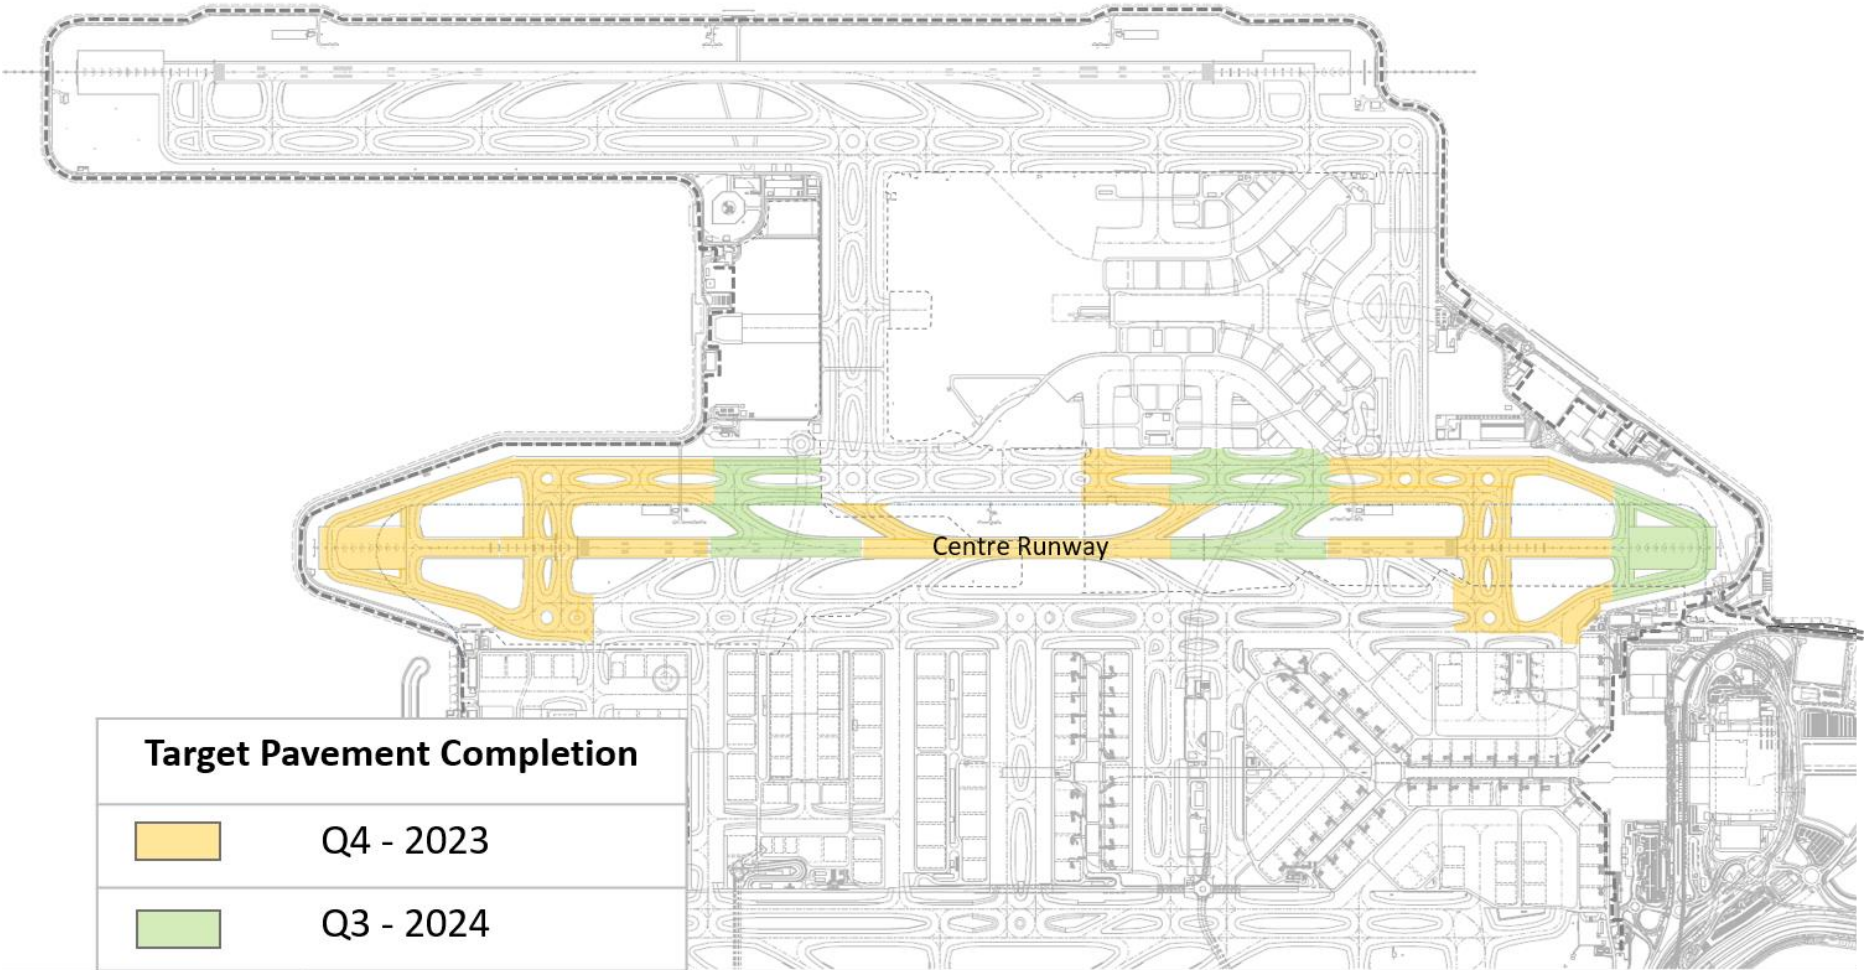 Centre Runway
Target Pavement Completion
Q4 - 2023
Q3 - 2024